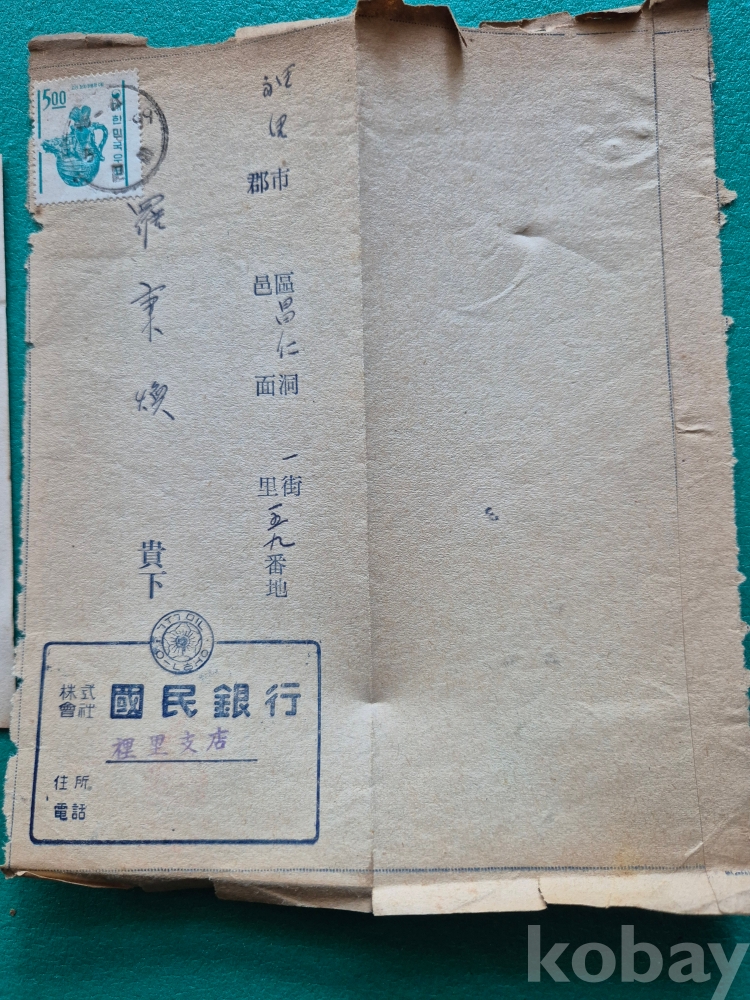 裡里市郡 區邑昌仁洞面 一街里一五九番地
羅秉煥 貴下
5.00
대한민국우표
株式會社 國民銀行
裡里支店
住所
電話
kobay